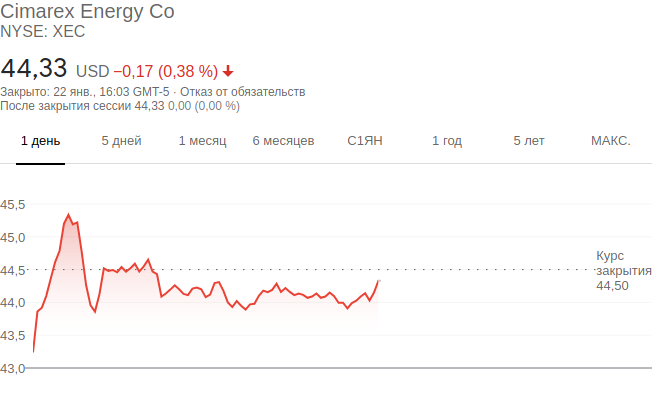 Cimarex Energy Co
NYSE: XEC
44,33 USD −0,17 (0,38 %)
Закрыто: 22 янв., 16:03 GMT-5 · Отказ от обязательств
После закрытия сессии 44,33 0,00 (0,00 %)
1 день 5 дней 1 месяц 6 месяцев С1ЯН 1 год 5 лет МАКС.
45,5
45,0
44,5
44,0
43,5
43,0
Курс
закрытия
44,50